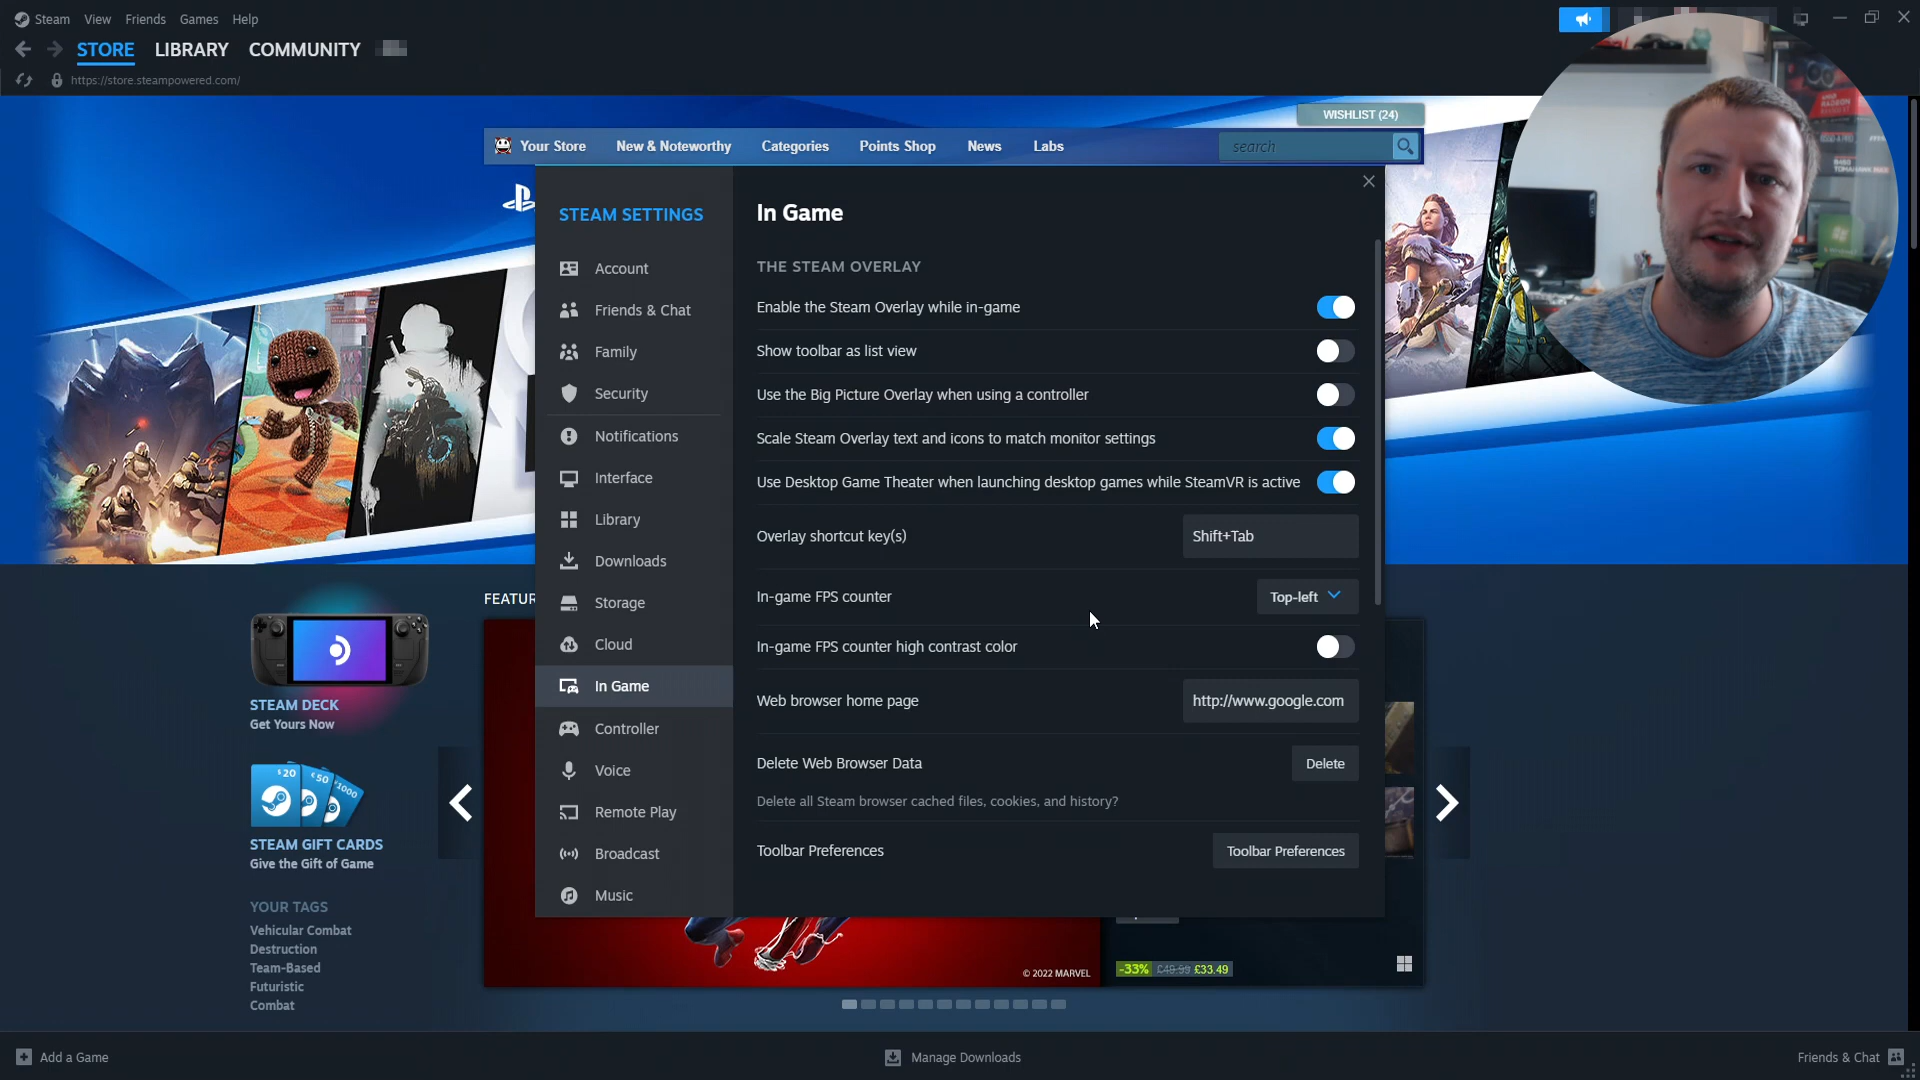 Steam View Friends Games Help
STORE LIBRARY COMMUNITY
https://store.steampowered.com/
WISHLIST (24)
Your Store New & Noteworthy Categories Points Shop News Labs search
STEAM SETTINGS
Account
Friends & Chat
Family
Security
Notifications
Interface
Library
Downloads
Storage
Cloud
In Game
Controller
Voice
Remote Play
Broadcast
Music
In Game
THE STEAM OVERLAY
Enable the Steam Overlay while in-game
Show toolbar as list view
Use the Big Picture Overlay when using a controller
Scale Steam Overlay text and icons to match monitor settings
Use Desktop Game Theater when launching desktop games while SteamVR is active
Overlay shortcut key(s) Shift+Tab
In-game FPS counter Top-left
In-game FPS counter high contrast color
Web browser home page http://www.google.com
Delete Web Browser Data Delete
Delete all Steam browser cached files, cookies, and history?
Toolbar Preferences Toolbar Preferences
FEATUR
STEAM DECK
Get Yours Now
STEAM GIFT CARDS
Give the Gift of Game
YOUR TAGS
Vehicular Combat
Destruction
Team-Based
Futuristic
Combat
© 2022 MARVEL
-33% £49.99 £33.49
Add a Game Manage Downloads Friends & Chat